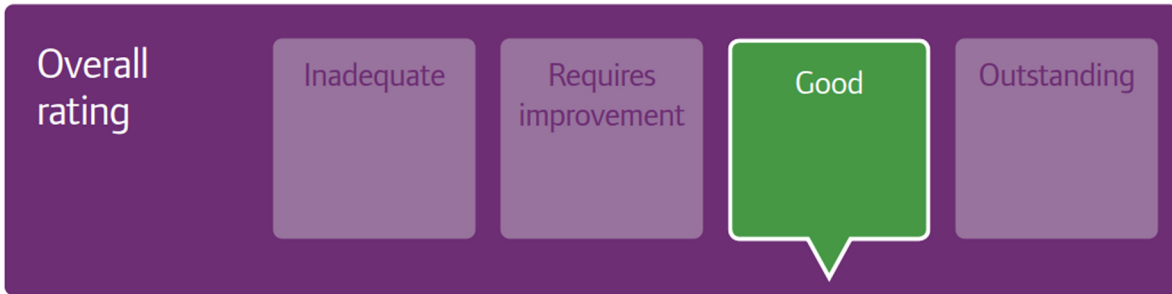 Overall
rating
Inadequate
Requires
improvement
Good
Outstanding